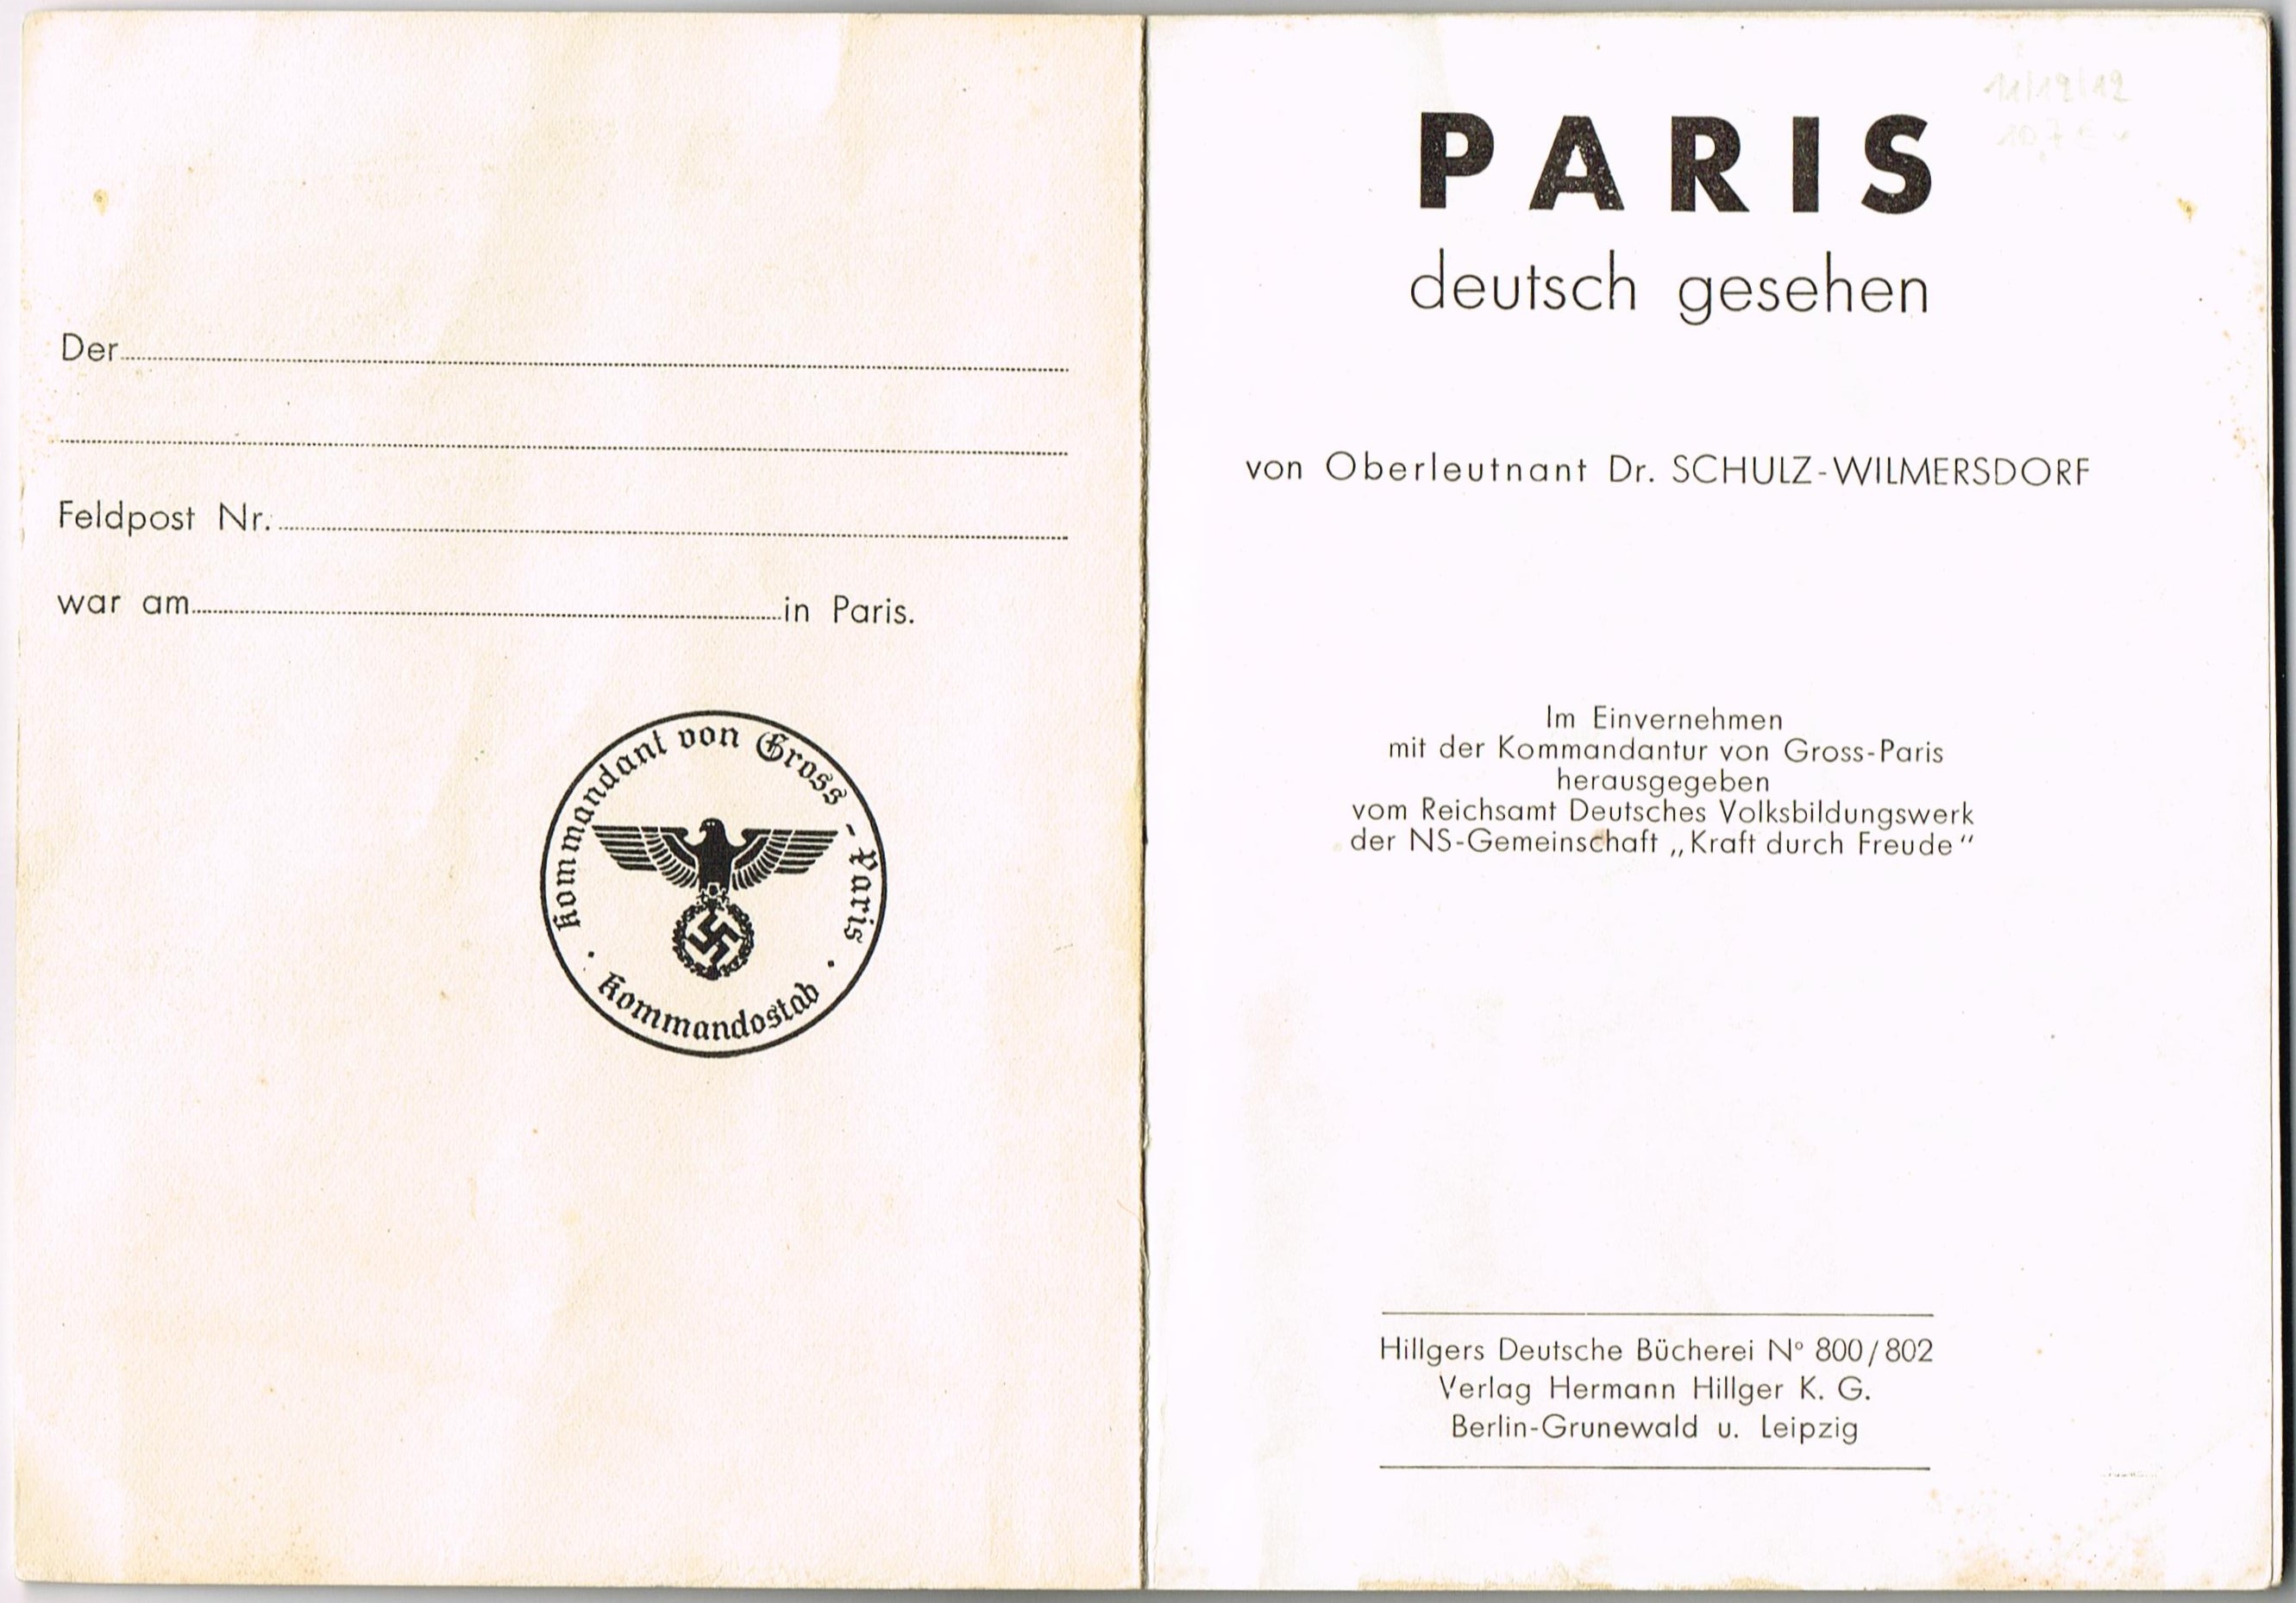 Der
Feldpost Nr.
war am in Paris.
Kommandant von Gross-Paris
Kommandostab
PARIS
deutsch gesehen
von Oberleutnant Dr. SCHULZ-WILMERSDORF
Im Einvernehmen
mit der Kommandantur von Gross-Paris
herausgegeben
vom Reichsamt Deutsches Volksbildungswerk
der NS-Gemeinschaft „Kraft durch Freude“
Hillgers Deutsche Bücherei Nº 800/802
Verlag Hermann Hillger K. G.
Berlin-Grunewald u. Leipzig